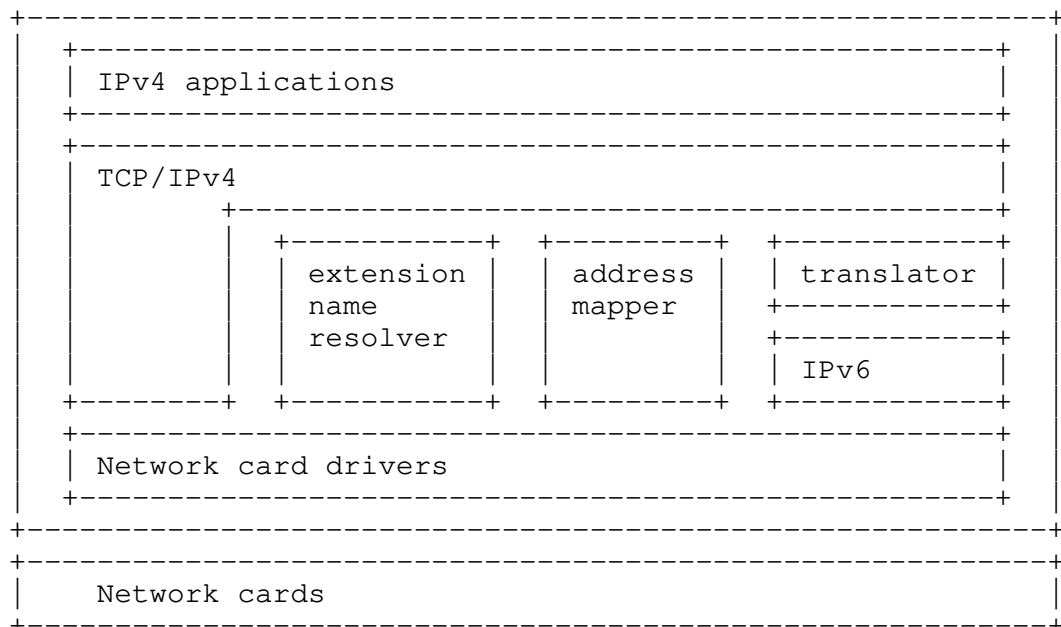 IPv4 applications
TCP/IPv4
extension address translator
name mapper
resolver
IPv6
Network card drivers
Network cards